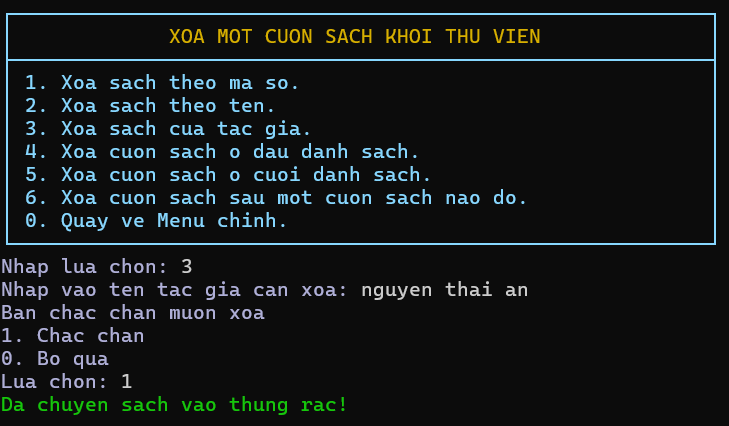 XOA MOT CUON SACH KHOI THU VIEN
1. Xoa sach theo ma so.
2. Xoa sach theo ten.
3. Xoa sach cua tac gia.
4. Xoa cuon sach o dau danh sach.
5. Xoa cuon sach o cuoi danh sach.
6. Xoa cuon sach sau mot cuon sach nao do.
0. Quay ve Menu chinh.
Nhap lua chon: 3
Nhap vao ten tac gia can xoa: nguyen thai an
Ban chac chan muon xoa
1. Chac chan
0. Bo qua
Lua chon: 1
Da chuyen sach vao thung rac!